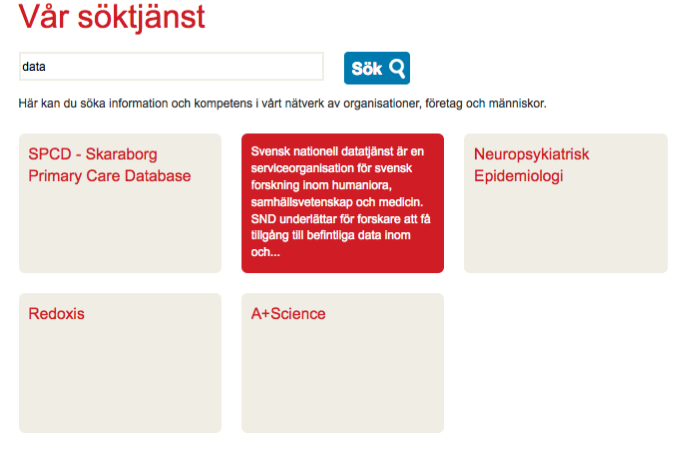 Vår söktjänst
data
Sök
Här kan du söka information och kompetens i vårt nätverk av organisationer, företag och människor.
SPCD - Skaraborg
Primary Care Database
Svensk nationell datatjänst är en
serviceorganisation för svensk
forskning inom humaniora,
samhällsvetenskap och medicin.
SND underlättar för forskare att få
tillgång till befintliga data inom
och...
Neuropsykiatrisk
Epidemiologi
Redoxis
A+Science